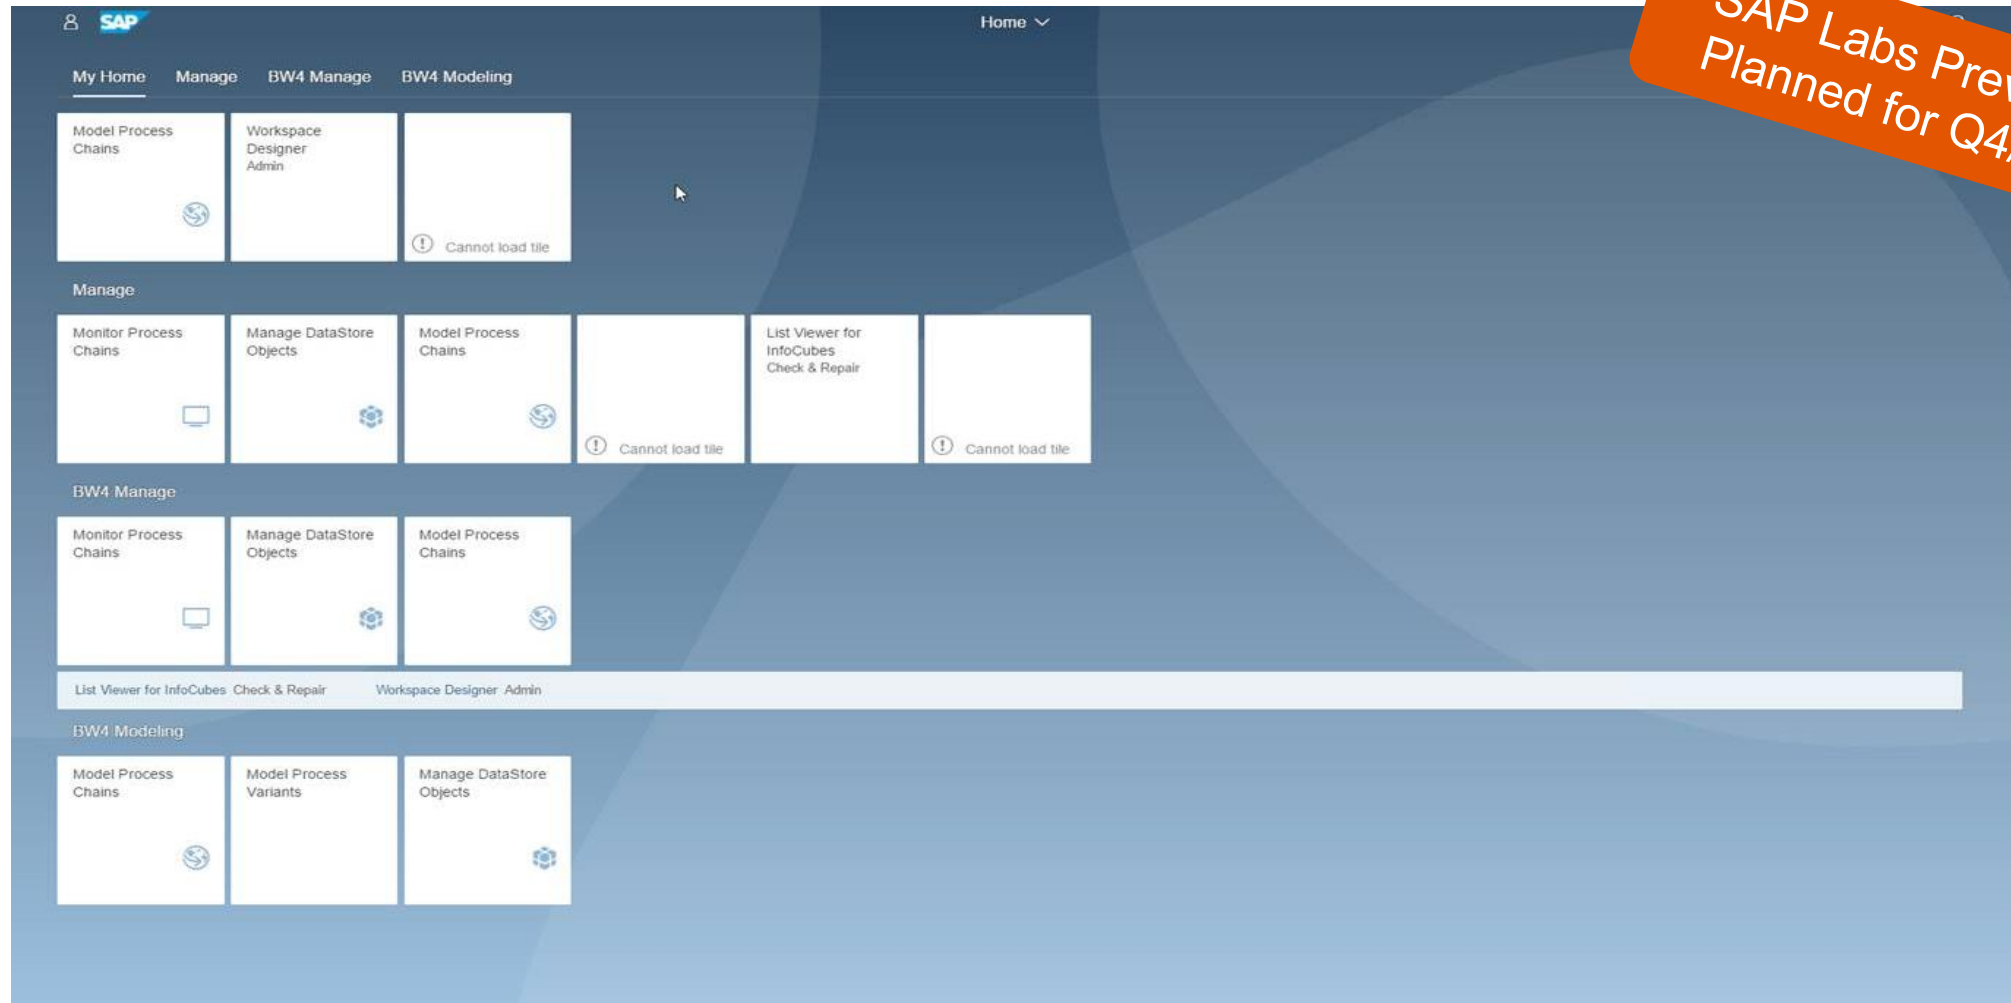 SAP
Home
SAP Labs
Planned for
My Home Manage BW4 Manage BW4 Modeling
Model Process
Chains
Workspace
Designer
Admin
Cannot load tile
Manage
Monitor Process
Chains
Manage DataStore
Objects
Model Process
Chains
Cannot load tile
List Viewer for
InfoCubes
Check & Repair
Cannot load tile
BW4 Manage
Monitor Process
Chains
Manage DataStore
Objects
Model Process
Chains
List Viewer for InfoCubes Check & Repair Workspace Designer Admin
BW4 Modeling
Model Process
Chains
Model Process
Variants
Manage DataStore
Objects